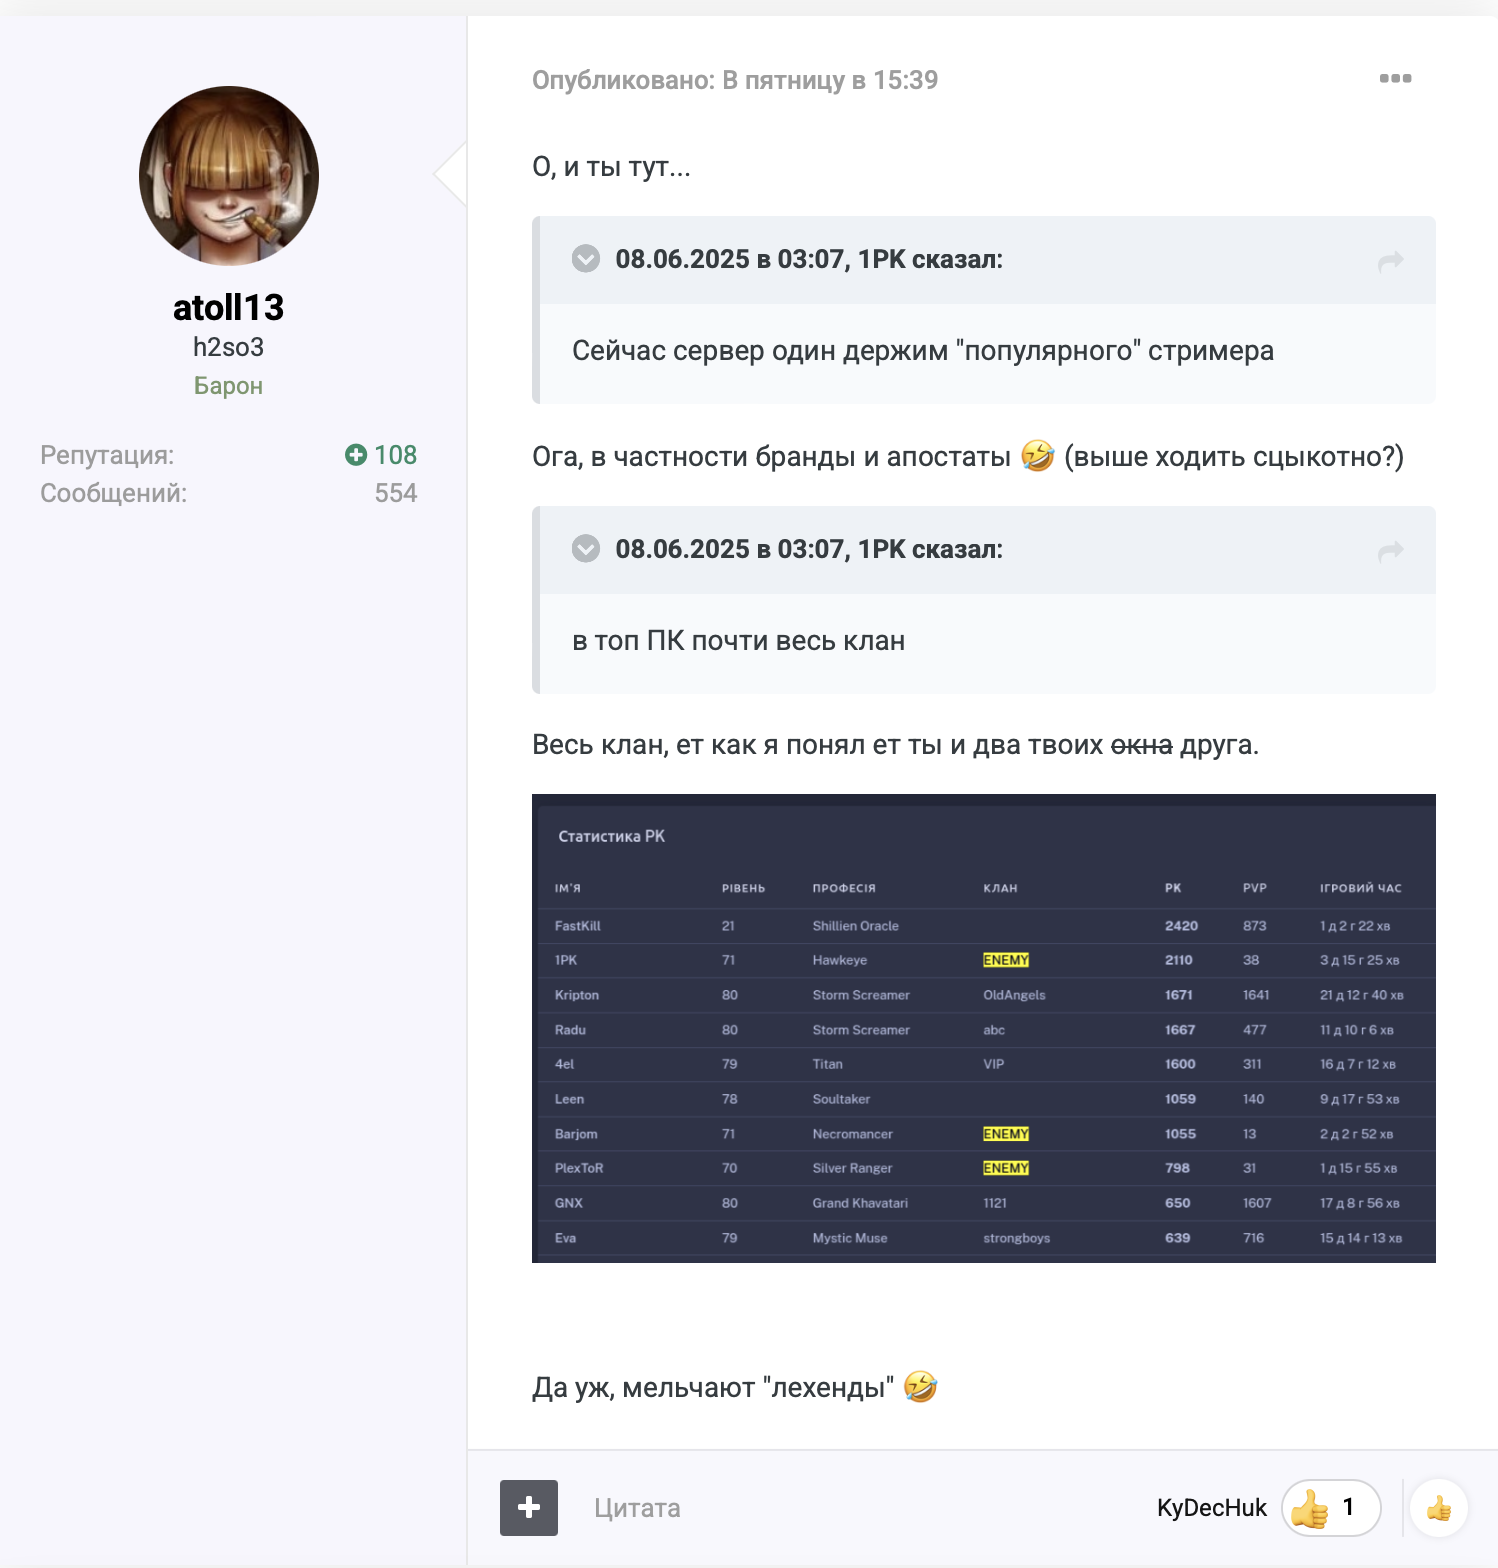 Опубликовано: В пятницу в 15:39
atoll13
h2so3
Барон
Репутация: 108
Сообщений: 554
О, и ты тут...
08.06.2025 в 03:07, 1PK сказал:
Сейчас сервер один держим "популярного" стримера
Ога, в частности бранды и апостаты 🤣 (выше ходить сцыкотно?)
08.06.2025 в 03:07, 1PK сказал:
в топ ПК почти весь клан
Весь клан, ет как я понял ет ты и два твоих окна друга.
Статистика PK
ІМ'Я РІВЕНЬ ПРОФЕСІЯ КЛАН PK PVP ІГРОВИЙ ЧАС
FastKill 21 Shillien Oracle 2420 873 1 д 2 г 22 хв
1PK 71 Hawkeye ENEMY 2110 38 3 д 15 г 25 хв
Kripton 80 Storm Screamer OldAngels 1671 1641 21 д 12 г 40 хв
Radu 80 Storm Screamer abc 1667 477 11 д 10 г 6 хв
4el 79 Titan VIP 1600 311 16 д 7 г 12 хв
Leen 78 Soultaker 1059 140 9 д 17 г 53 хв
Barjom 71 Necromancer ENEMY 1055 13 2 д 2 г 52 хв
PlexToR 70 Silver Ranger ENEMY 798 31 1 д 15 г 55 хв
GNX 80 Grand Khavatari 1121 650 1607 17 д 8 г 56 хв
Eva 79 Mystic Muse strongboys 639 716 15 д 14 г 13 хв
Да уж, мельчают "лехенды" 🤣
Цитата
KyDecHuk 👍 1